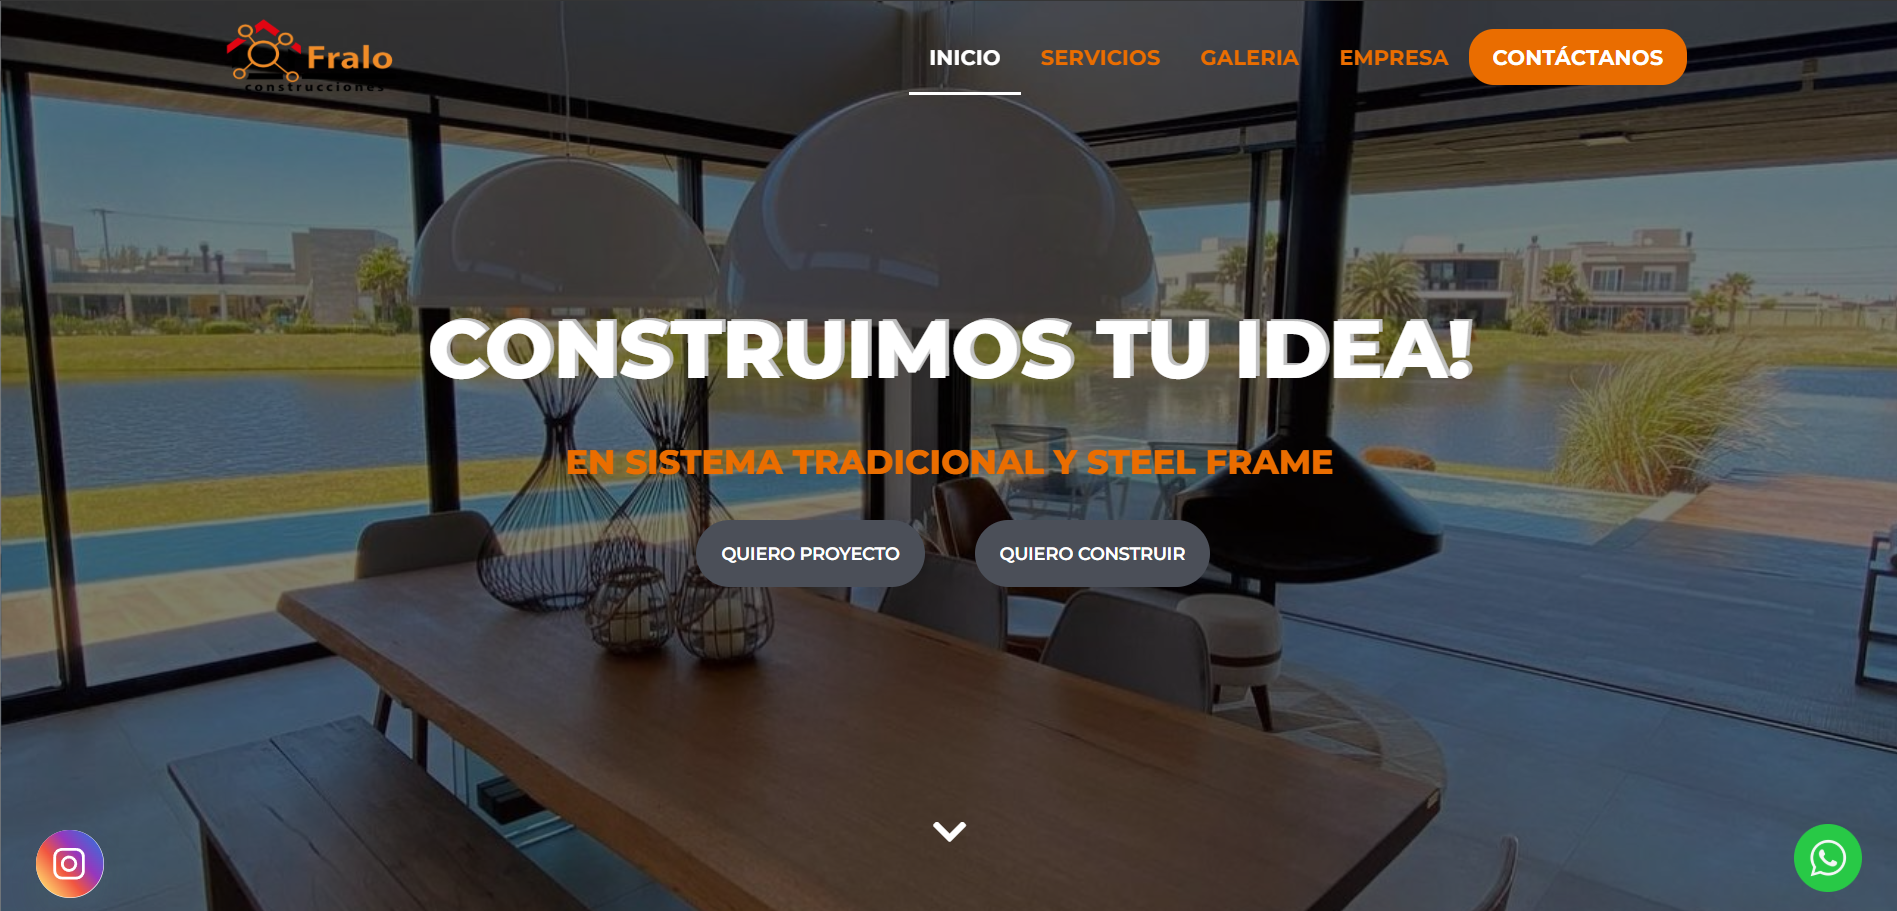 Fralo
construcciones
INICIO SERVICIOS GALERIA EMPRESA CONTÁCTANOS
CONSTRUIMOS TU IDEA!
EN SISTEMA TRADICIONAL Y STEEL FRAME
QUIERO PROYECTO QUIERO CONSTRUIR